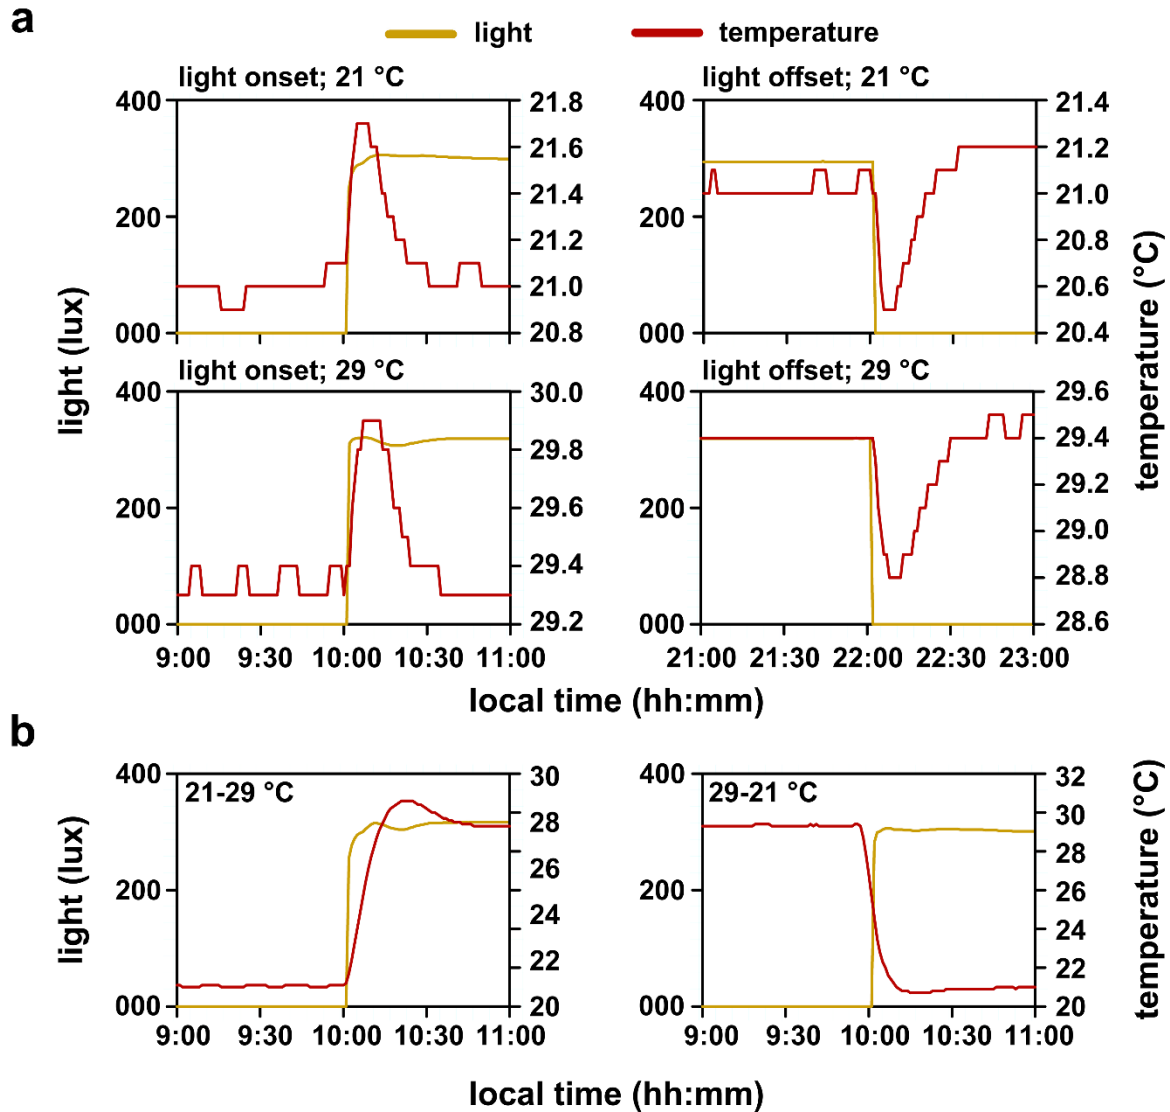 a
light temperature
light onset; 21 °C
light offset; 21 °C
400
200
000
21.8
21.6
21.4
21.2
21.0
20.8
400
200
000
21.4
21.2
21.0
20.8
20.6
20.4
light onset; 29 °C
light offset; 29 °C
400
200
000
30.0
29.8
29.6
29.4
29.2
400
200
000
29.6
29.4
29.2
29.0
28.8
28.6
light (lux)
temperature (°C)
9:00 9:30 10:00 10:30 11:00
21:00 21:30 22:00 22:30 23:00
local time (hh:mm)
b
21-29 °C
29-21 °C
400
200
000
30
28
26
24
22
20
400
200
000
32
30
28
26
24
22
20
light (lux)
temperature (°C)
9:00 9:30 10:00 10:30 11:00
9:00 9:30 10:00 10:30 11:00
local time (hh:mm)